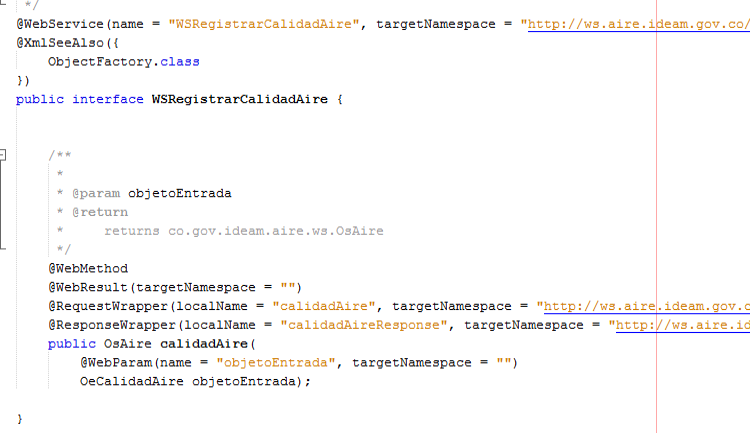 */
@WebService(name = "WSRegistrarCalidadAire", targetNamespace = "http://ws.aire.ideam.gov.co/
@XmlSeeAlso({
ObjectFactory.class
})
public interface WSRegistrarCalidadAire {
/**
*
* @param objetoEntrada
* @return
* returns co.gov.ideam.aire.ws.OsAire
*/
@WebMethod
@WebResult(targetNamespace = "")
@RequestWrapper(localName = "calidadAire", targetNamespace = "http://ws.aire.ideam.gov.c
@ResponseWrapper(localName = "calidadAireResponse", targetNamespace = "http://ws.aire.id
public OsAire calidadAire(
@WebParam(name = "objetoEntrada", targetNamespace = "")
OeCalidadAire objetoEntrada);
}